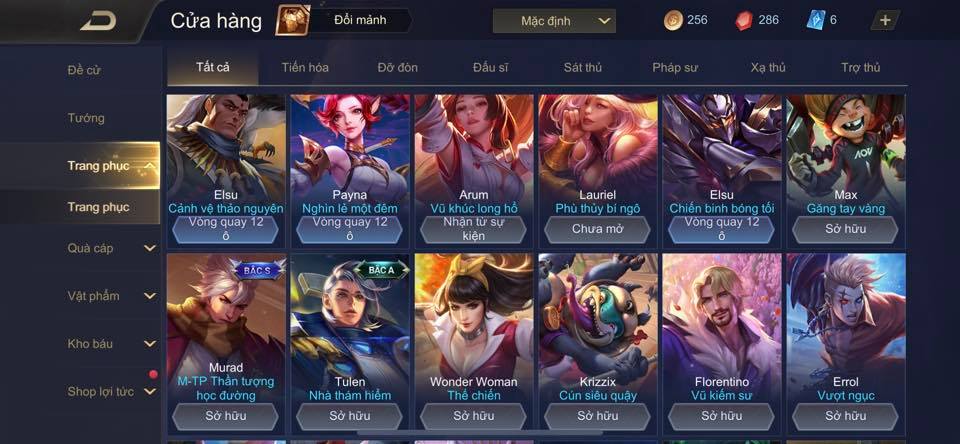 Cửa hàng
Đổi mảnh
Mặc định
256
286
6
Đề cử
Tướng
Trang phục
Trang phục
Quà cáp
Vật phẩm
Kho báu
Shop lợi tức
Tất cả
Tiến hóa
Đỡ đòn
Đấu sĩ
Sát thủ
Pháp sư
Xạ thủ
Trợ thủ
Elsu
Cảnh vệ thảo nguyên
Vòng quay 12
ô
Payna
Nghìn lẻ một đêm
Vòng quay 12
ô
Arum
Vũ khúc long hổ
Nhận từ sự
kiện
Lauriel
Phù thủy bí ngô
Chưa mở
Elsu
Chiến binh bóng tối
Vòng quay 12
ô
AOV
Max
Găng tay vàng
Sở hữu
BẬC S
Murad
M-TP Thần tượng
học đường
Sở hữu
BẬC A
Tulen
Nhà thám hiểm
Sở hữu
Wonder Woman
Thế chiến
Sở hữu
Krizzix
Cún siêu quậy
Sở hữu
Florentino
Vũ kiếm sư
Sở hữu
Errol
Vượt ngục
Sở hữu